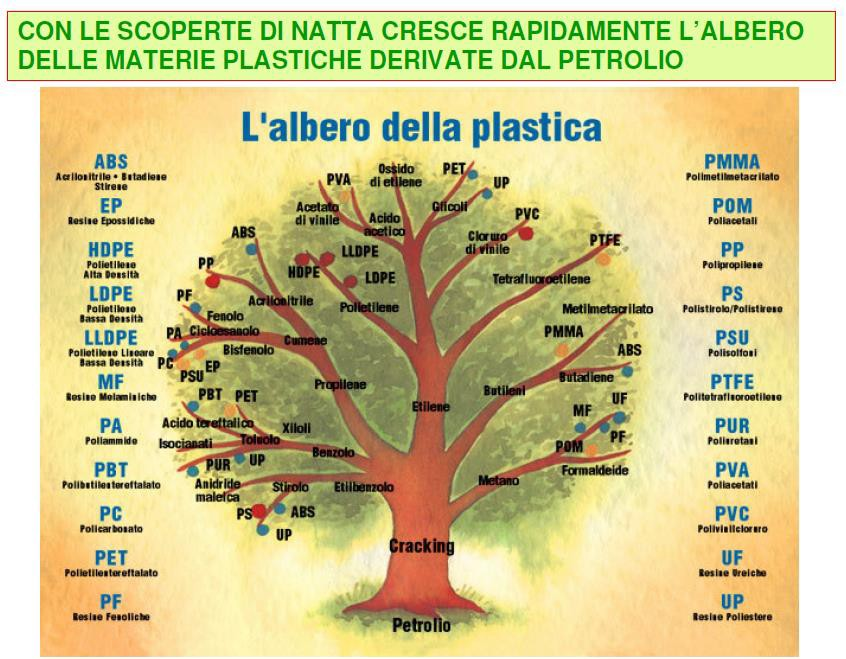 CON LE SCOPERTE DI NATTA CRESCE RAPIDAMENTE L'ALBERO
DELLE MATERIE PLASTICHE DERIVATE DAL PETROLIO
L'albero della plastica
ABS
Acrilonitrile • Butadiene
Stirene
EP
Resine Epossidiche
HDPE
Polietilene
Alta Densità
LDPE
Polietilene
Bassa Densità
LLDPE
Polietilene Lineare
Bassa Densità
MF
Resine Melaminiche
PA
Poliammide
PBT
Polibutilentereftalato
PC
Policarbonato
PET
Polietilentereftalato
PF
Resine Fenoliche
PVA
Ossido
di etilene
PET
UP
Acetato
di vinile
Acido
acetico
Glicoli
PVC
ABS
Cloruro
di vinile
PTFE
LLDPE
HDPE
LDPE
PP
Tetrafluoroetilene
PF
Acrilonitrile
Polietilene
Metilmetacrilato
Fenolo
PA
Cicloesanolo
Cumene
PMMA
PC
Bisfenolo
ABS
PSU
EP
Propilene
Butadiene
Butileni
PBT
PET
Etilene
UF
MF
Acido tereftalico
Xiloli
PF
Isocianati
Toluolo
POM
Benzolo
PUR
UP
Formaldeide
Anidride
maleica
Stirolo
Etilbenzolo
Metano
PS
ABS
UP
Cracking
Petrolio
PMMA
Polimetilmetacrilato
POM
Poliacetali
PP
Polipropilene
PS
Polistirolo/Polistirene
PSU
Polisolfoni
PTFE
Politetrafluoroetilene
PUR
Poliuretani
PVA
Poliacetati
PVC
Polivinilcloruro
UF
Resine Ureiche
UP
Resine Poliestere